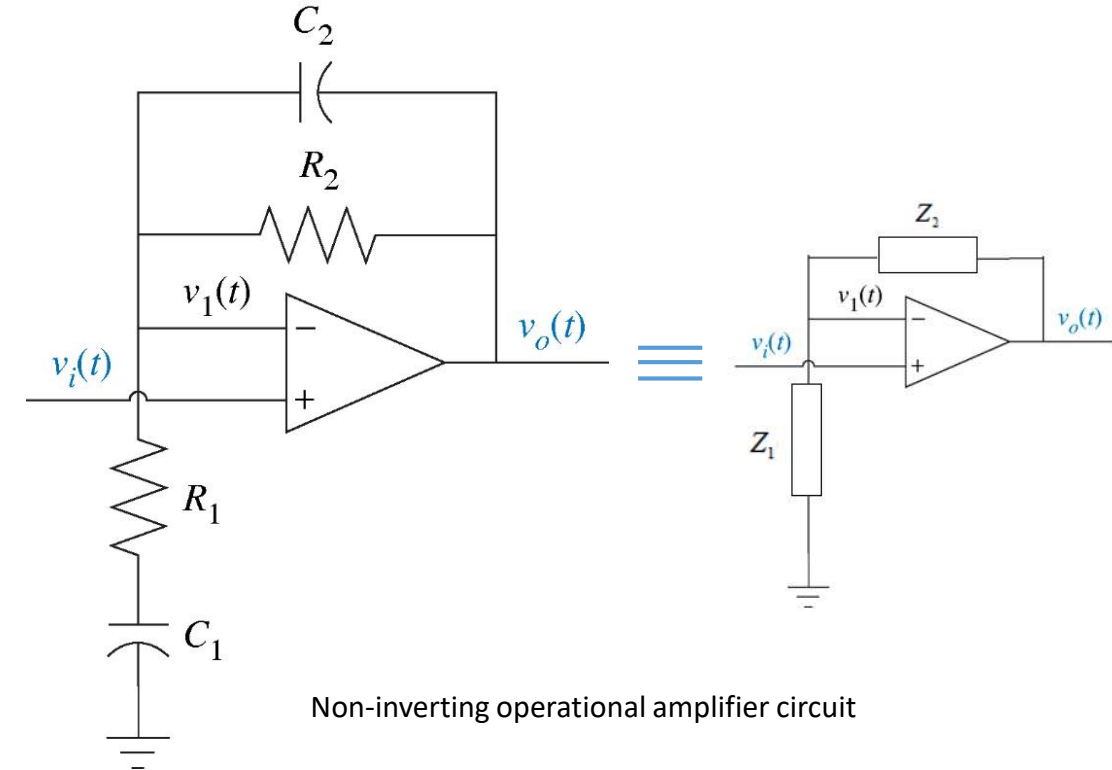 C₂
R₂
v₁(t)
vₒ(t)
vᵢ(t)
−
+
R₁
C₁
Z₂
v₁(t)
vₒ(t)
vᵢ(t)
−
+
Z₁
Non-inverting operational amplifier circuit